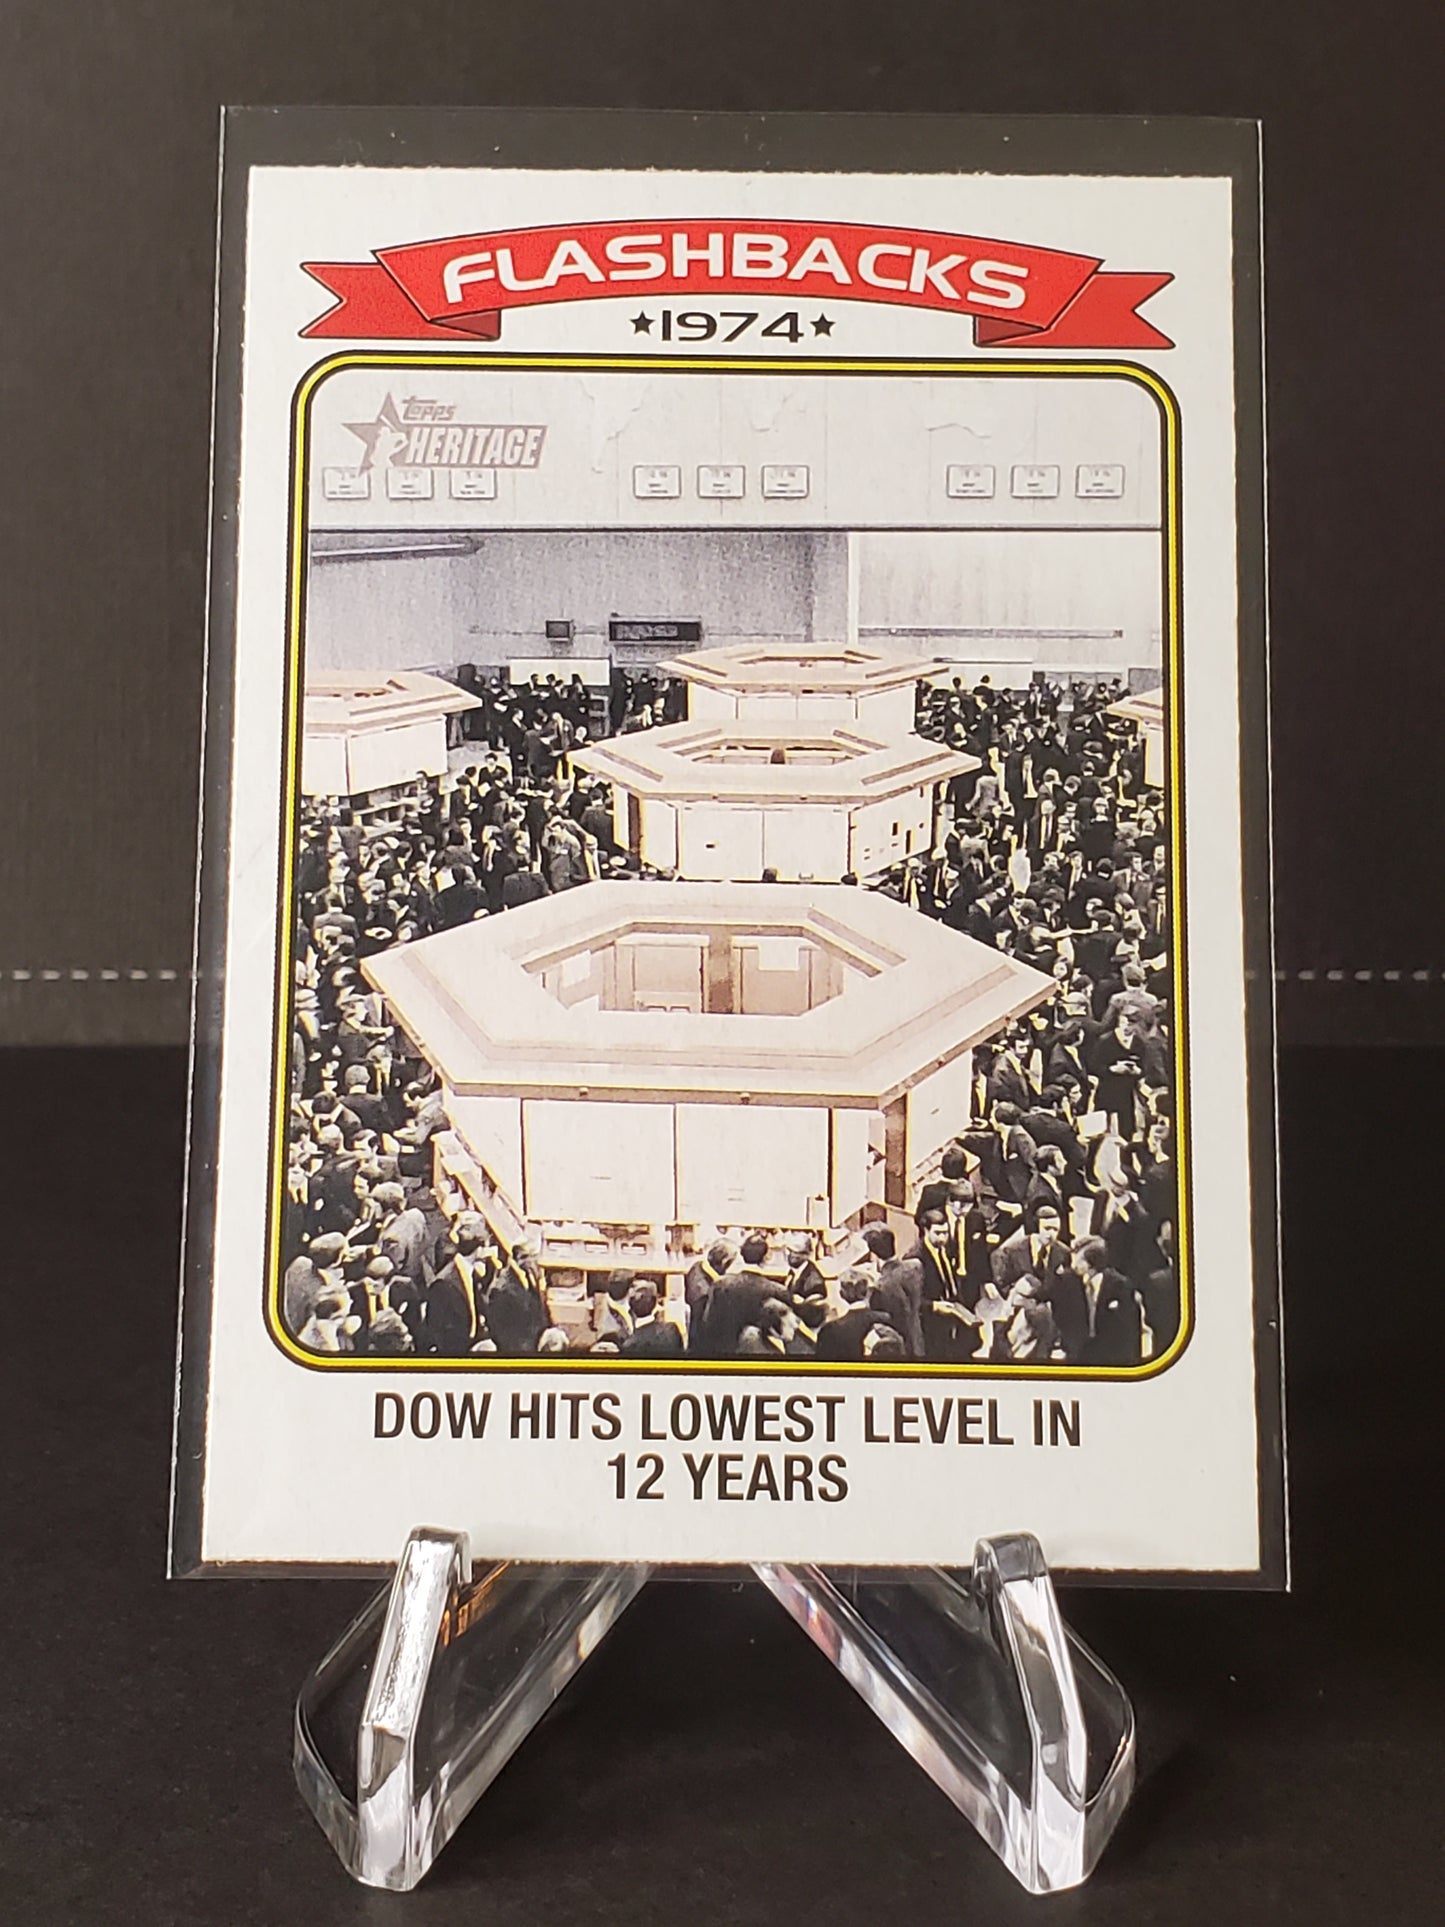 FLASHBACKS
★1974★
Topps
HERITAGE
DOW HITS LOWEST LEVEL IN
12 YEARS